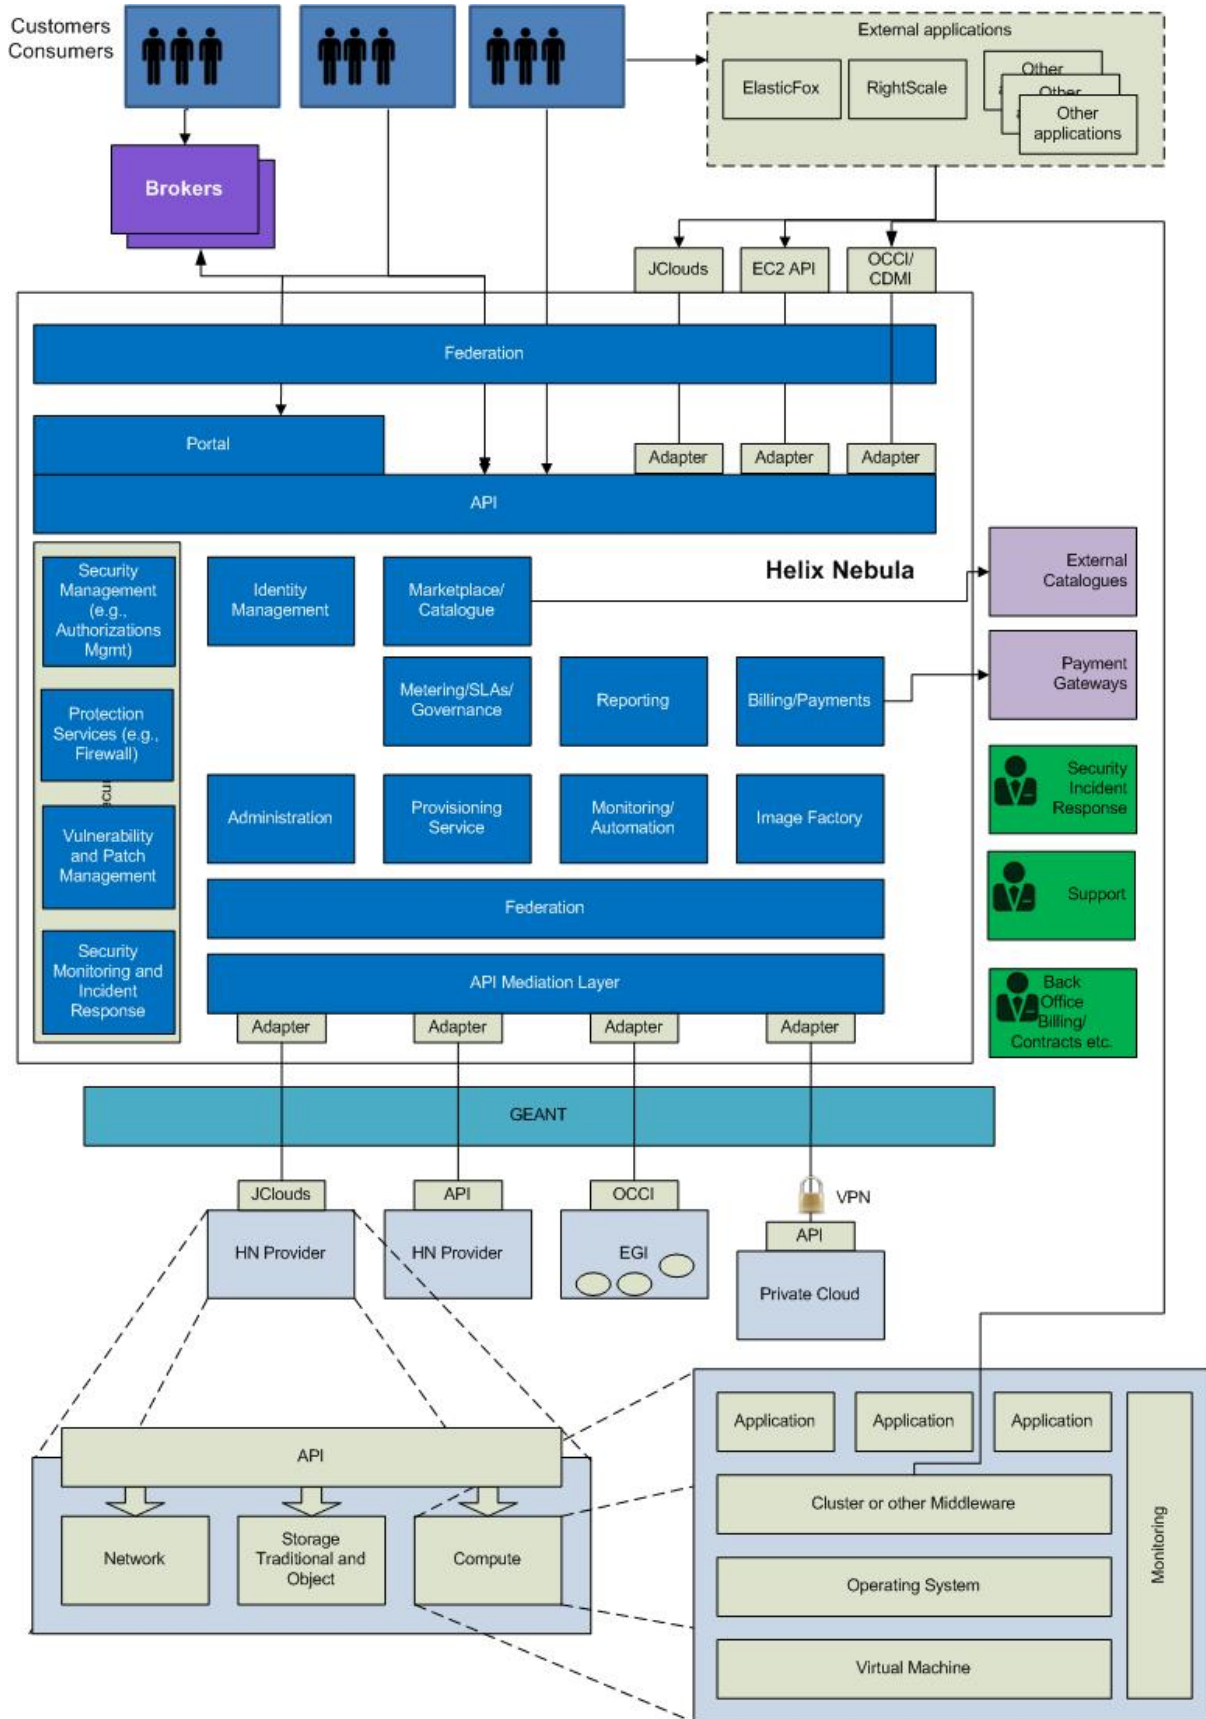 Customers
Consumers
External applications
ElasticFox
RightScale
Other
Other
Other
applications
Brokers
JClouds
EC2 API
OCCI/
CDMI
Federation
Portal
Adapter
Adapter
Adapter
API
Security
Management
(e.g.,
Authorizations
Mgmt)
Identity
Management
Marketplace/
Catalogue
Helix Nebula
External
Catalogues
Metering/SLAs/
Governance
Reporting
Billing/Payments
Payment
Gateways
Protection
Services (e.g.,
Firewall)
Security
Incident
Response
Administration
Provisioning
Service
Monitoring/
Automation
Image Factory
Vulnerability
and Patch
Management
Support
Federation
Security
Monitoring and
Incident
Response
API Mediation Layer
Back
Office
Billing/
Contracts etc.
Adapter
Adapter
Adapter
Adapter
GEANT
JClouds
API
OCCI
VPN
HN Provider
HN Provider
EGI
API
Private Cloud
API
Network
Storage
Traditional and
Object
Compute
Application
Application
Application
Cluster or other Middleware
Operating System
Virtual Machine
Monitoring